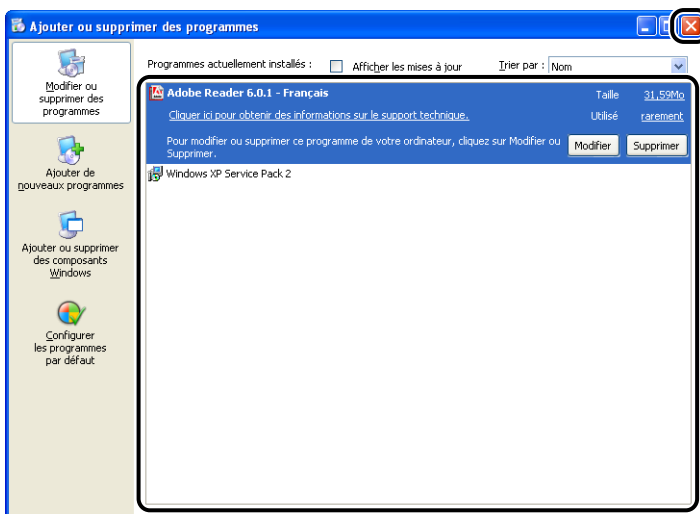 Ajouter ou supprimer des programmes
Modifier ou
supprimer des
programmes
Ajouter de
nouveaux programmes
Ajouter ou supprimer
des composants
Windows
Configurer
les programmes
par défaut
Programmes actuellement installés :
Afficher les mises à jour
Trier par :
Nom
Adobe Reader 6.0.1 - Français
Taille
31,59Mo
Cliquer ici pour obtenir des informations sur le support technique.
Utilisé
rarement
Pour modifier ou supprimer ce programme de votre ordinateur, cliquez sur Modifier ou
Supprimer.
Modifier
Supprimer
Windows XP Service Pack 2